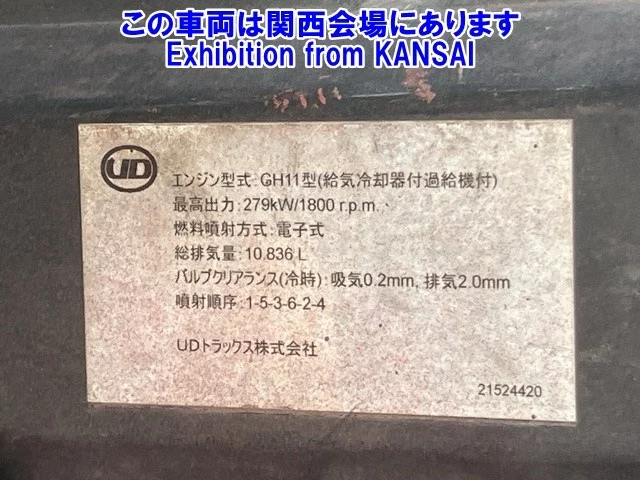 この車両は関西会場にあります
Exhibition from KANSAI
UD
エンジン型式:GH11型(給気冷却器付過給機付)
最高出力:279kW/1800 r.p.m.
燃料噴射方式:電子式
総排気量:10.836 L
バルブクリアランス(冷時):吸気0.2mm, 排気2.0mm
噴射順序:1-5-3-6-2-4
UDトラックス株式会社
21524420